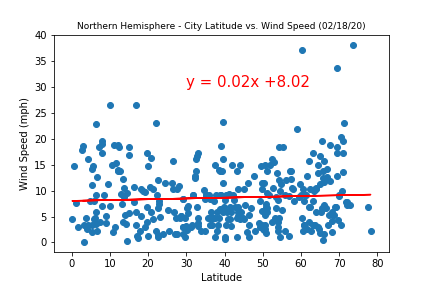 Northern Hemisphere - City Latitude vs. Wind Speed (02/18/20)
40
35
30
25
20
15
10
5
0
Wind Speed (mph)
y = 0.02x +8.02
0 10 20 30 40 50 60 70 80
Latitude